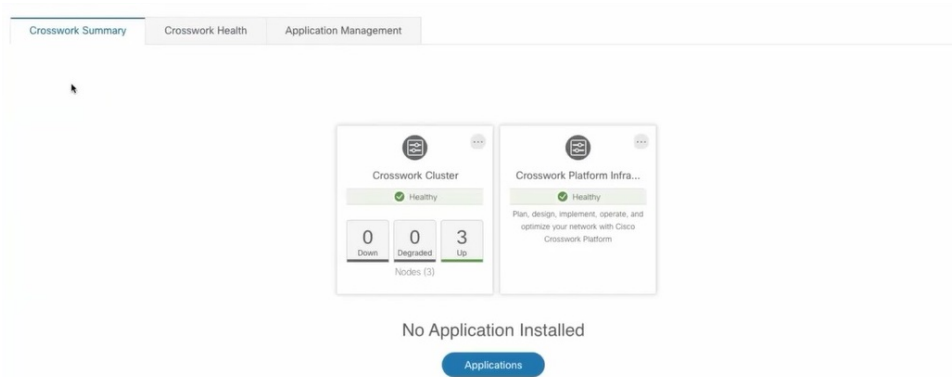 Crosswork Summary
Crosswork Health
Application Management
Crosswork Cluster
Healthy
0
Down
0
Degraded
3
Up
Nodes (3)
Crosswork Platform Infra...
Healthy
Plan, design, implement, operate, and
optimize your network with Cisco
Crosswork Platform
No Application Installed
Applications